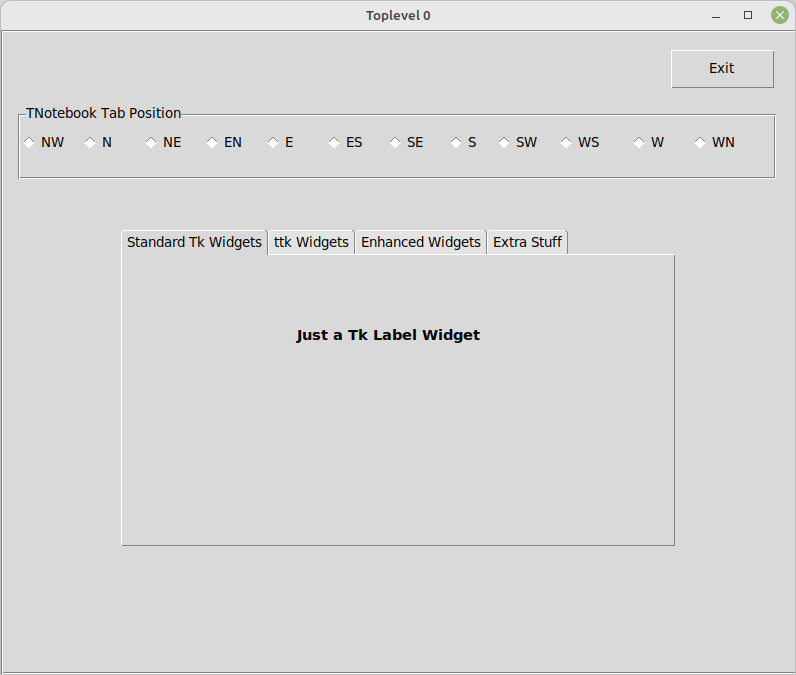 Toplevel 0
Exit
TNotebook Tab Position
NW N NE EN E ES SE S SW WS W WN
Standard Tk Widgets ttk Widgets Enhanced Widgets Extra Stuff
Just a Tk Label Widget